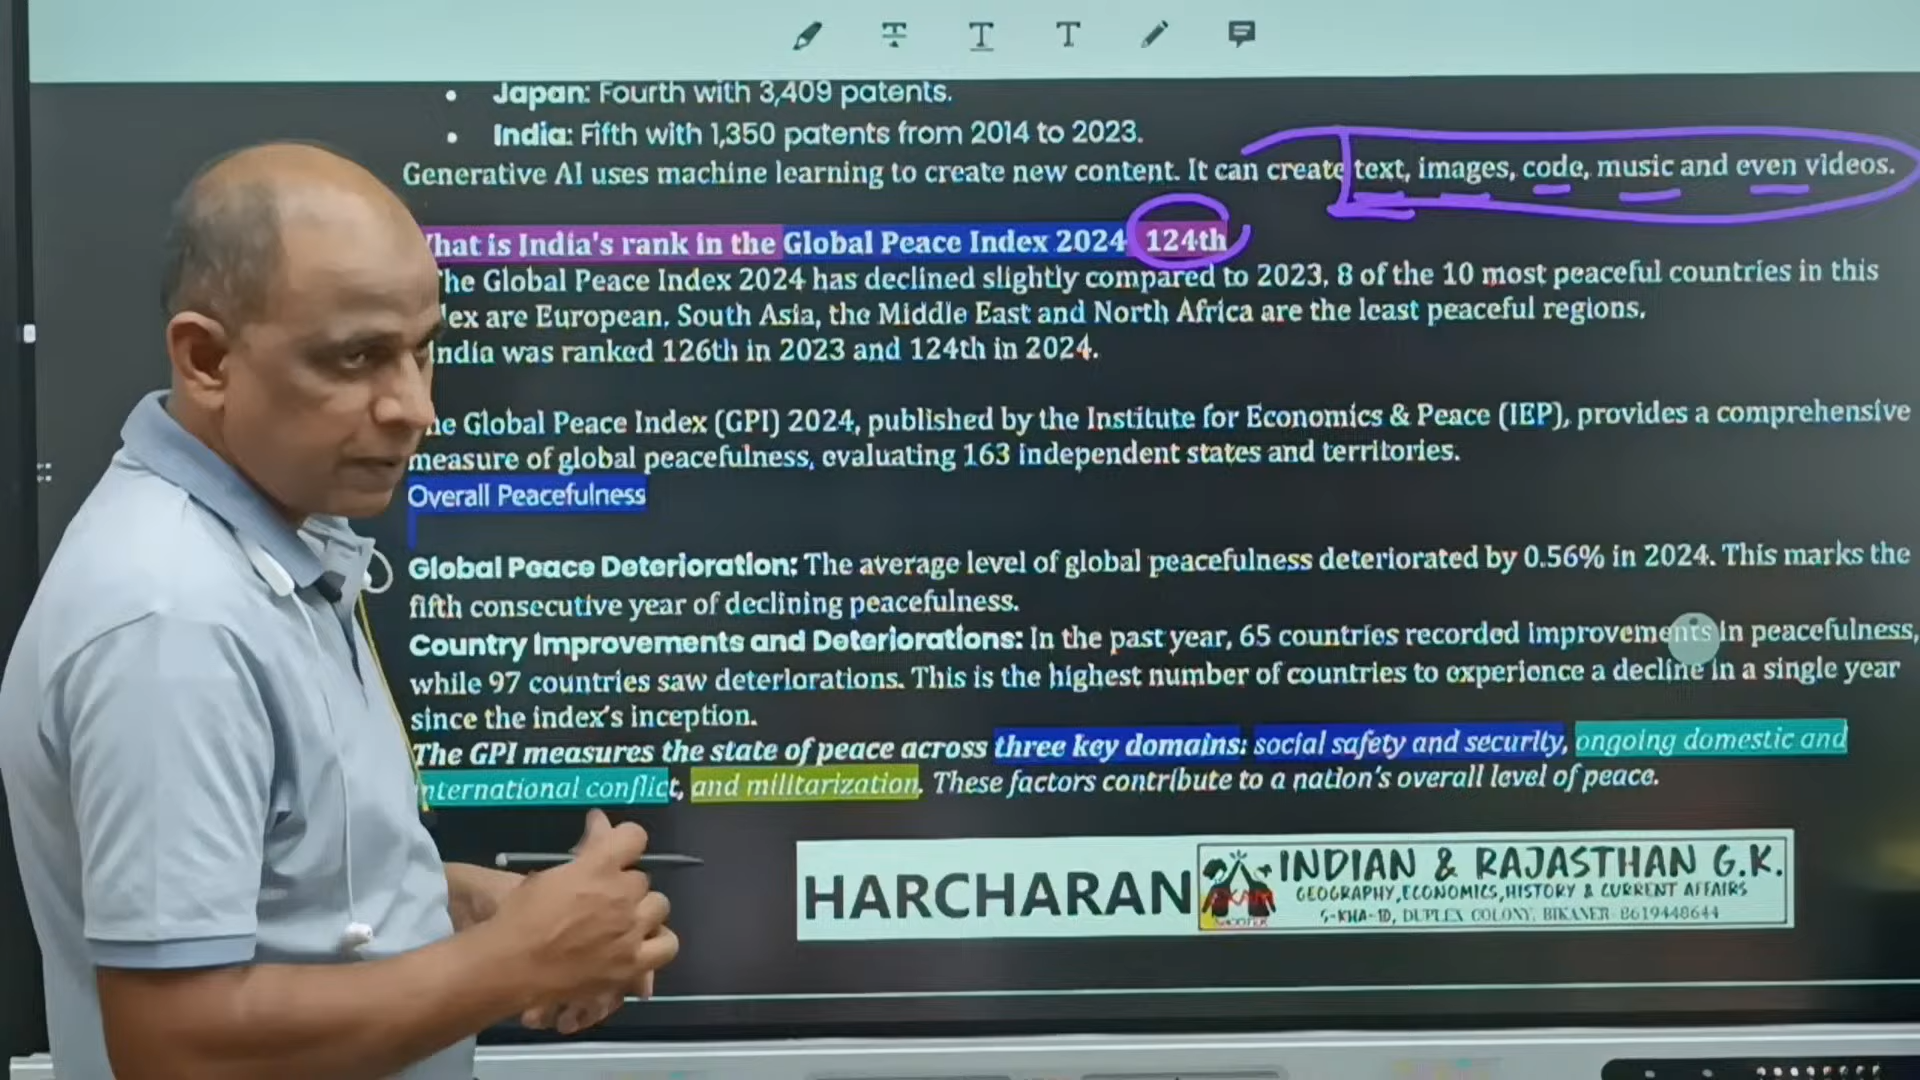 Japan: Fourth with 3,409 patents.
India: Fifth with 1,350 patents from 2014 to 2023.
Generative AI uses machine learning to create new content. It can create text, images, code, music and even videos.
hat is India's rank in the Global Peace Index 2024 124th
he Global Peace Index 2024 has declined slightly compared to 2023, 8 of the 10 most peaceful countries in this
ex are European. South Asia, the Middle East and North Africa are the least peaceful regions.
India was ranked 126th in 2023 and 124th in 2024.
he Global Peace Index (GPI) 2024, published by the Institute for Economics & Peace (IEP), provides a comprehensive
measure of global peacefulness, evaluating 163 independent states and territories.
Overall Peacefulness
Global Peace Deterioration: The average level of global peacefulness deteriorated by 0.56% in 2024. This marks the
fifth consecutive year of declining peacefulness.
Country Improvements and Deteriorations: In the past year, 65 countries recorded improvements in peacefulness,
while 97 countries saw deteriorations. This is the highest number of countries to experience a decline in a single year
since the index's inception.
The GPI measures the state of peace across three key domains: social safety and security, ongoing domestic and
nternational conflict, and militarization. These factors contribute to a nation's overall level of peace.
HARCHARAN
INDIAN & RAJASTHAN G.K.
GEOGRAPHY, ECONOMICS, HISTORY & CURRENT AFFAIRS
5-KHA-1D, DUPLEX COLONY, BIKANER 8619448644